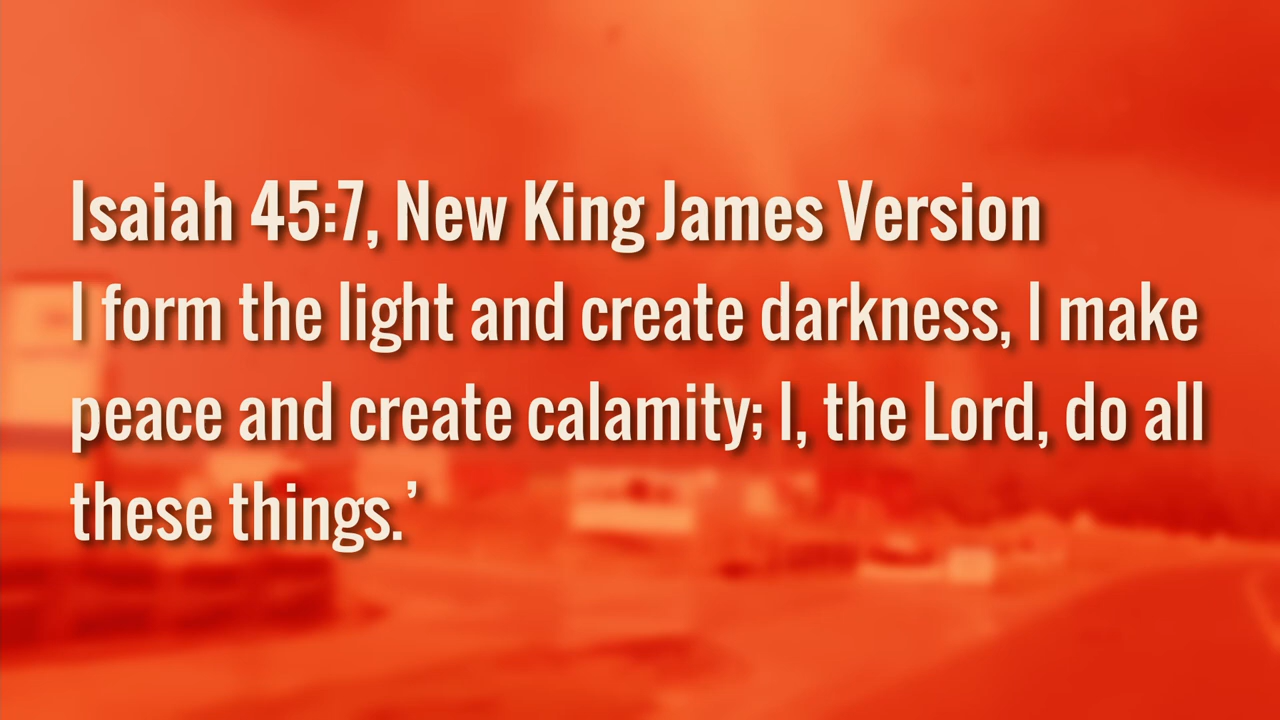 Isaiah 45:7, New King James Version
I form the light and create darkness, I make
peace and create calamity; I, the Lord, do all
these things.’